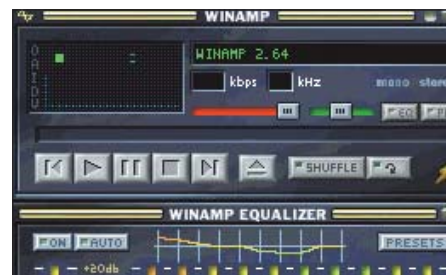 WINAMP
O
A
I
D
V
WINAMP 2.64
kbps kHz mono stereo
EQ
SHUFFLE
WINAMP EQUALIZER
ON AUTO PRESETS
+20db